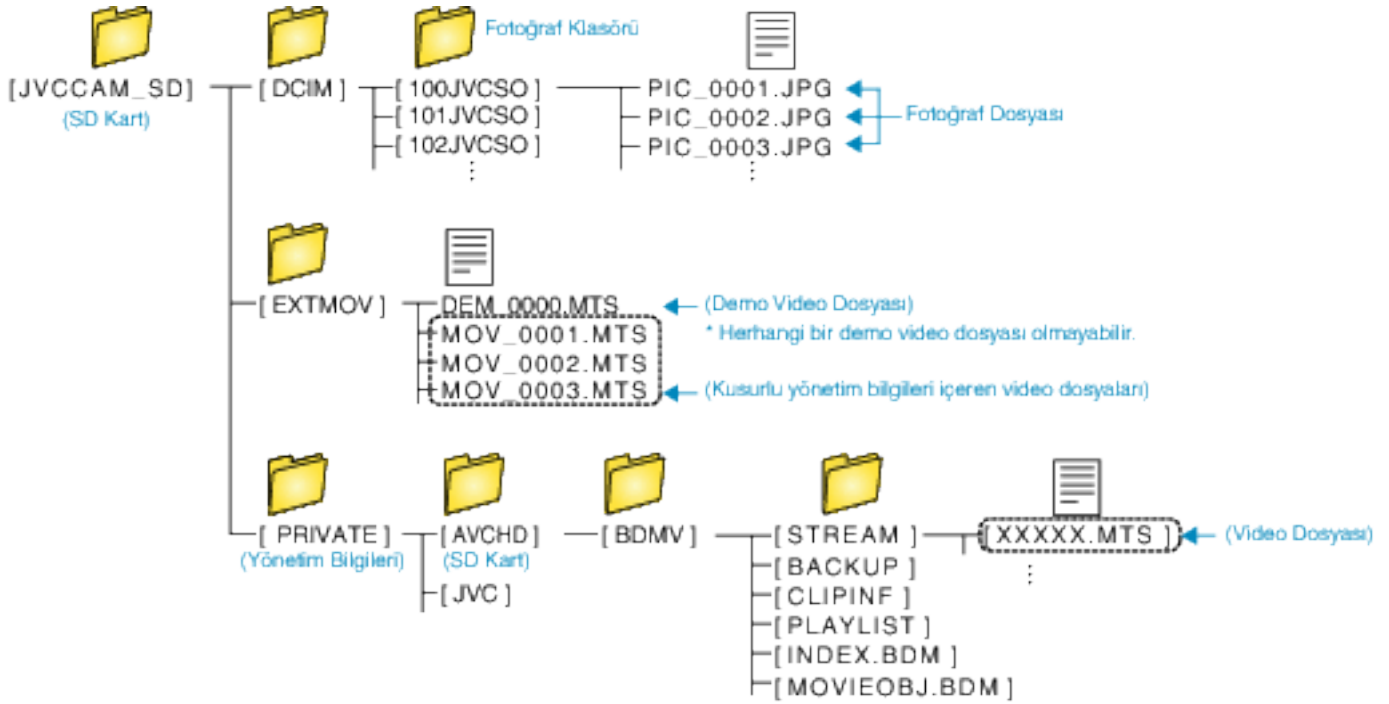 Fotoğraf Klasörü
[JVCCAM_SD] [DCIM] [100JVCSO] PIC_0001.JPG
(SD Kart)
[101JVCSO] PIC_0002.JPG Fotoğraf Dosyası
[102JVCSO] PIC_0003.JPG
[EXTMOV] DEM_0000.MTS (Demo Video Dosyası)
MOV_0001.MTS * Herhangi bir demo video dosyası olmayabilir.
MOV_0002.MTS
MOV_0003.MTS (Kusurlu yönetim bilgileri içeren video dosyaları)
[PRIVATE] [AVCHD] [BDMV] [STREAM] [XXXXX.MTS] (Video Dosyası)
(Yönetim Bilgileri) (SD Kart)
[BACKUP]
[JVC] [CLIPINF]
[PLAYLIST]
[INDEX.BDM]
[MOVIEOBJ.BDM]